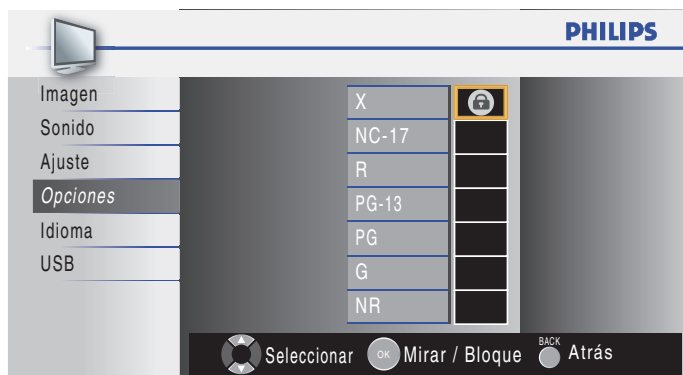 PHILIPS
Imagen
Sonido
Ajuste
Opciones
Idioma
USB
X
NC-17
R
PG-13
PG
G
NR
Seleccionar OK Mirar / Bloque BACK Atrás